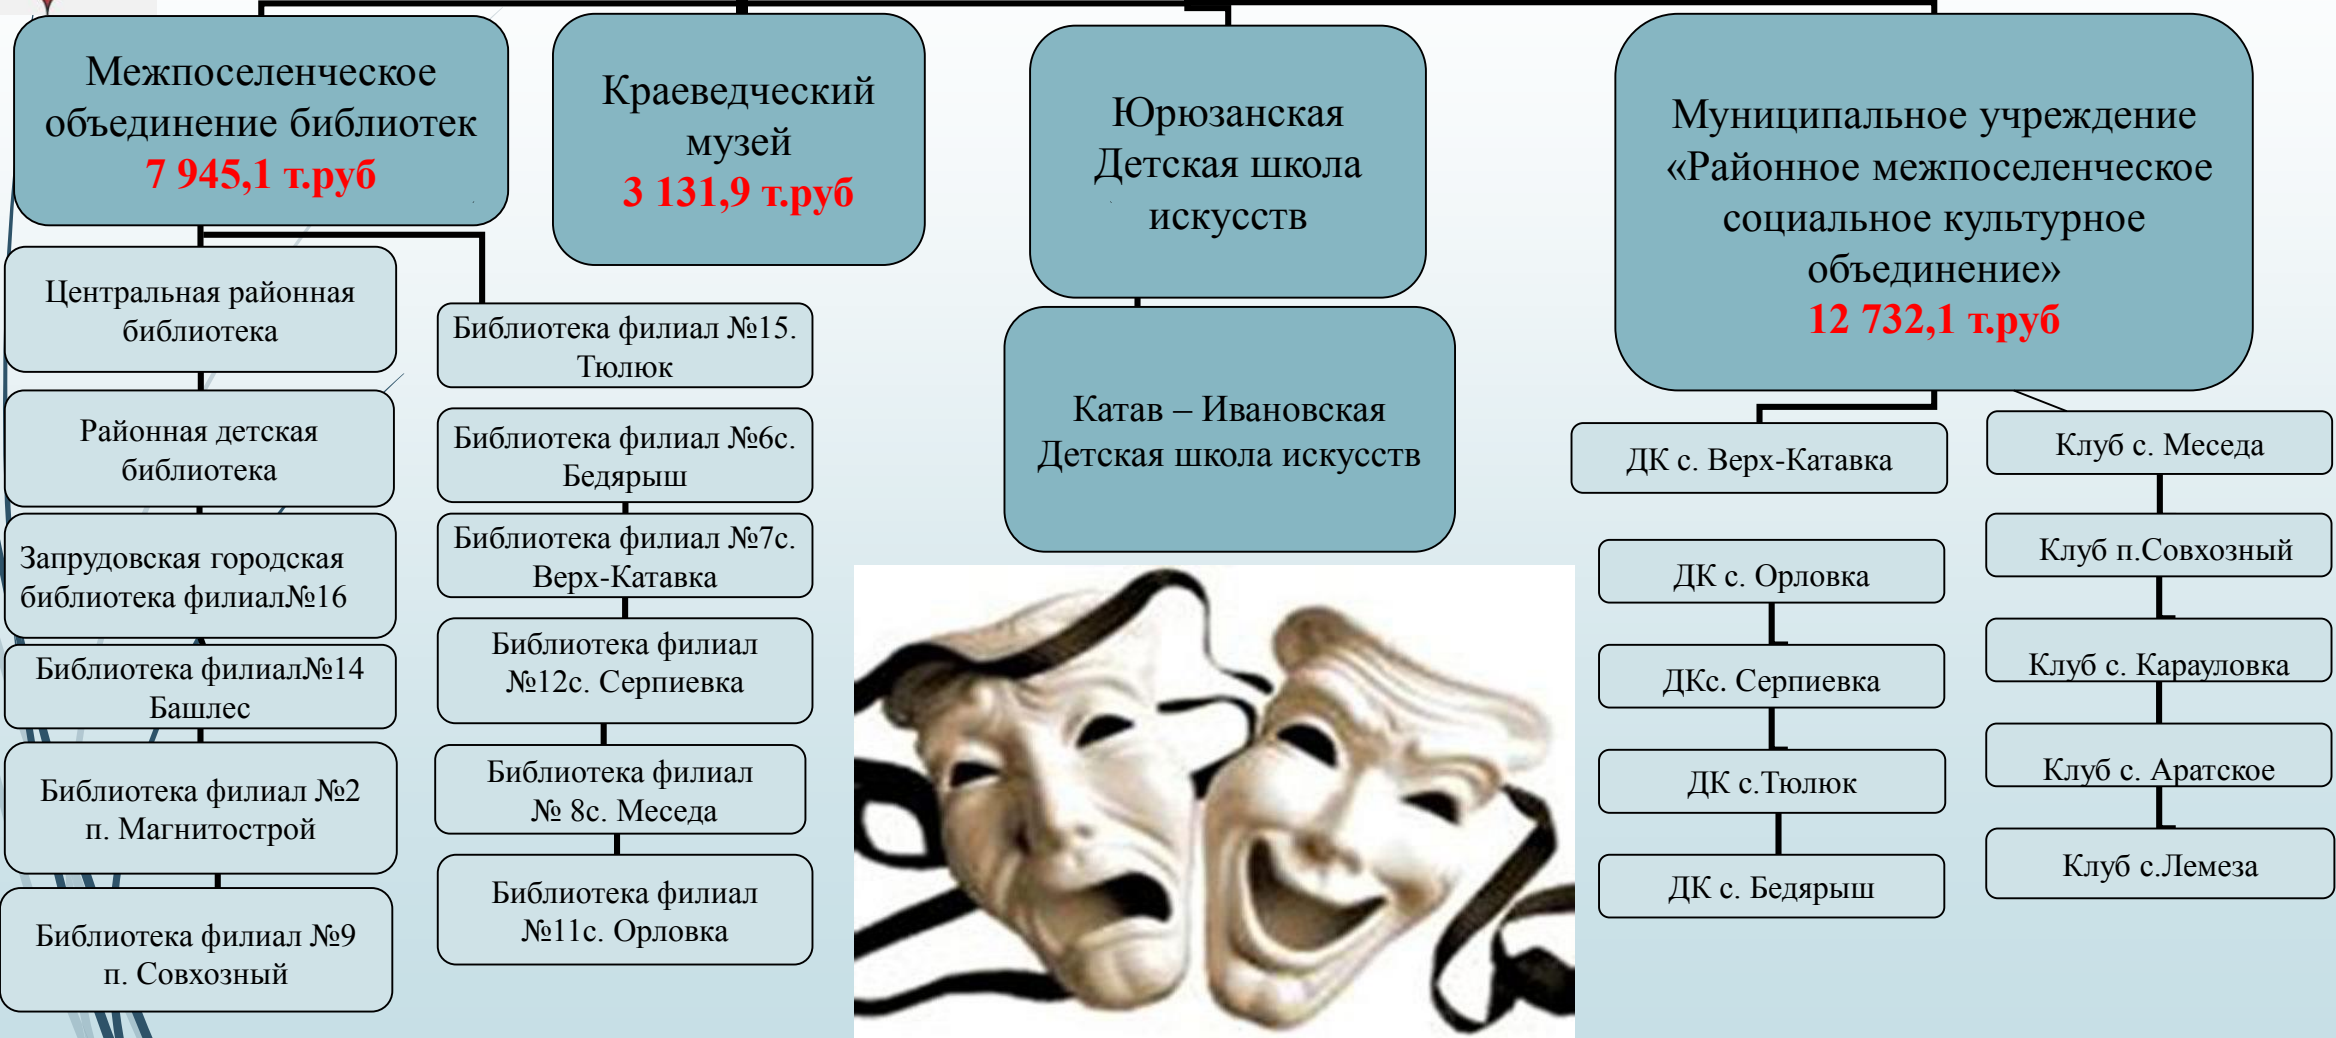 Межпоселенческое
объединение библиотек
7 945,1 т.руб
Краеведческий
музей
3 131,9 т.руб
Юрюзанская
Детская школа
искусств
Муниципальное учреждение
«Районное межпоселенческое
социальное культурное
объединение»
12 732,1 т.руб
Центральная районная
библиотека
Районная детская
библиотека
Запрудовская городская
библиотека филиал№16
Библиотека филиал№14
Башлес
Библиотека филиал №2
п. Магнитострой
Библиотека филиал №9
п. Совхозный
Библиотека филиал №15.
Тюлюк
Библиотека филиал №6с.
Бедярыш
Библиотека филиал №7с.
Верх-Катавка
Библиотека филиал
№12с. Серпиевка
Библиотека филиал
№ 8с. Меседа
Библиотека филиал
№11с. Орловка
Катав – Ивановская
Детская школа искусств
ДК с. Верх-Катавка
ДК с. Орловка
ДКс. Серпиевка
ДК с.Тюлюк
ДК с. Бедярыш
Клуб с. Меседа
Клуб п.Совхозный
Клуб с. Карауловка
Клуб с. Аратское
Клуб с.Лемеза